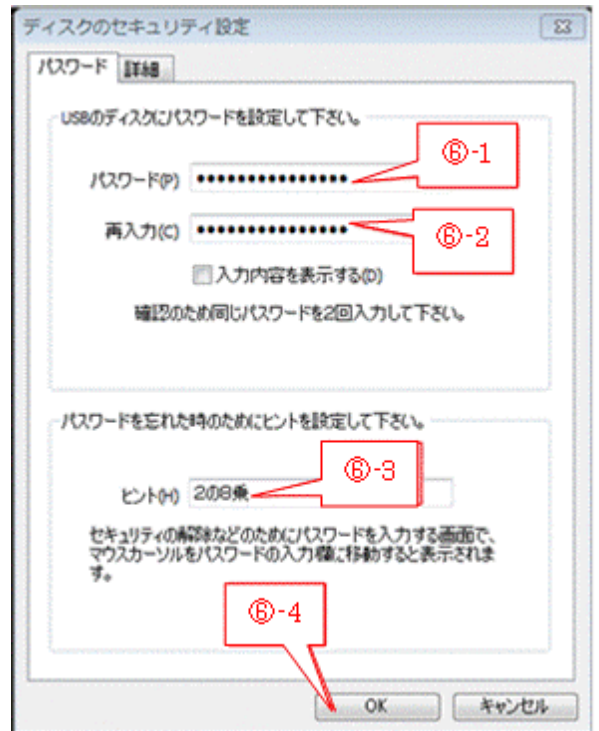 ディスクのセキュリティ設定
パスワード 詳細
USBのディスクにパスワードを設定して下さい。
⑥-1
パスワード(P) ●●●●●●●●●●●●●●●
⑥-2
再入力(C) ●●●●●●●●●●●●●●●
入力内容を表示する(D)
確認のため同じパスワードを2回入力して下さい。
パスワードを忘れた時のためにヒントを設定して下さい。
⑥-3
ヒント(H) 2の8乗
セキュリティの解除などのためにパスワードを入力する画面で、
マウスカーソルをパスワードの入力欄に移動すると表示されま
す。
⑥-4
OK キャンセル